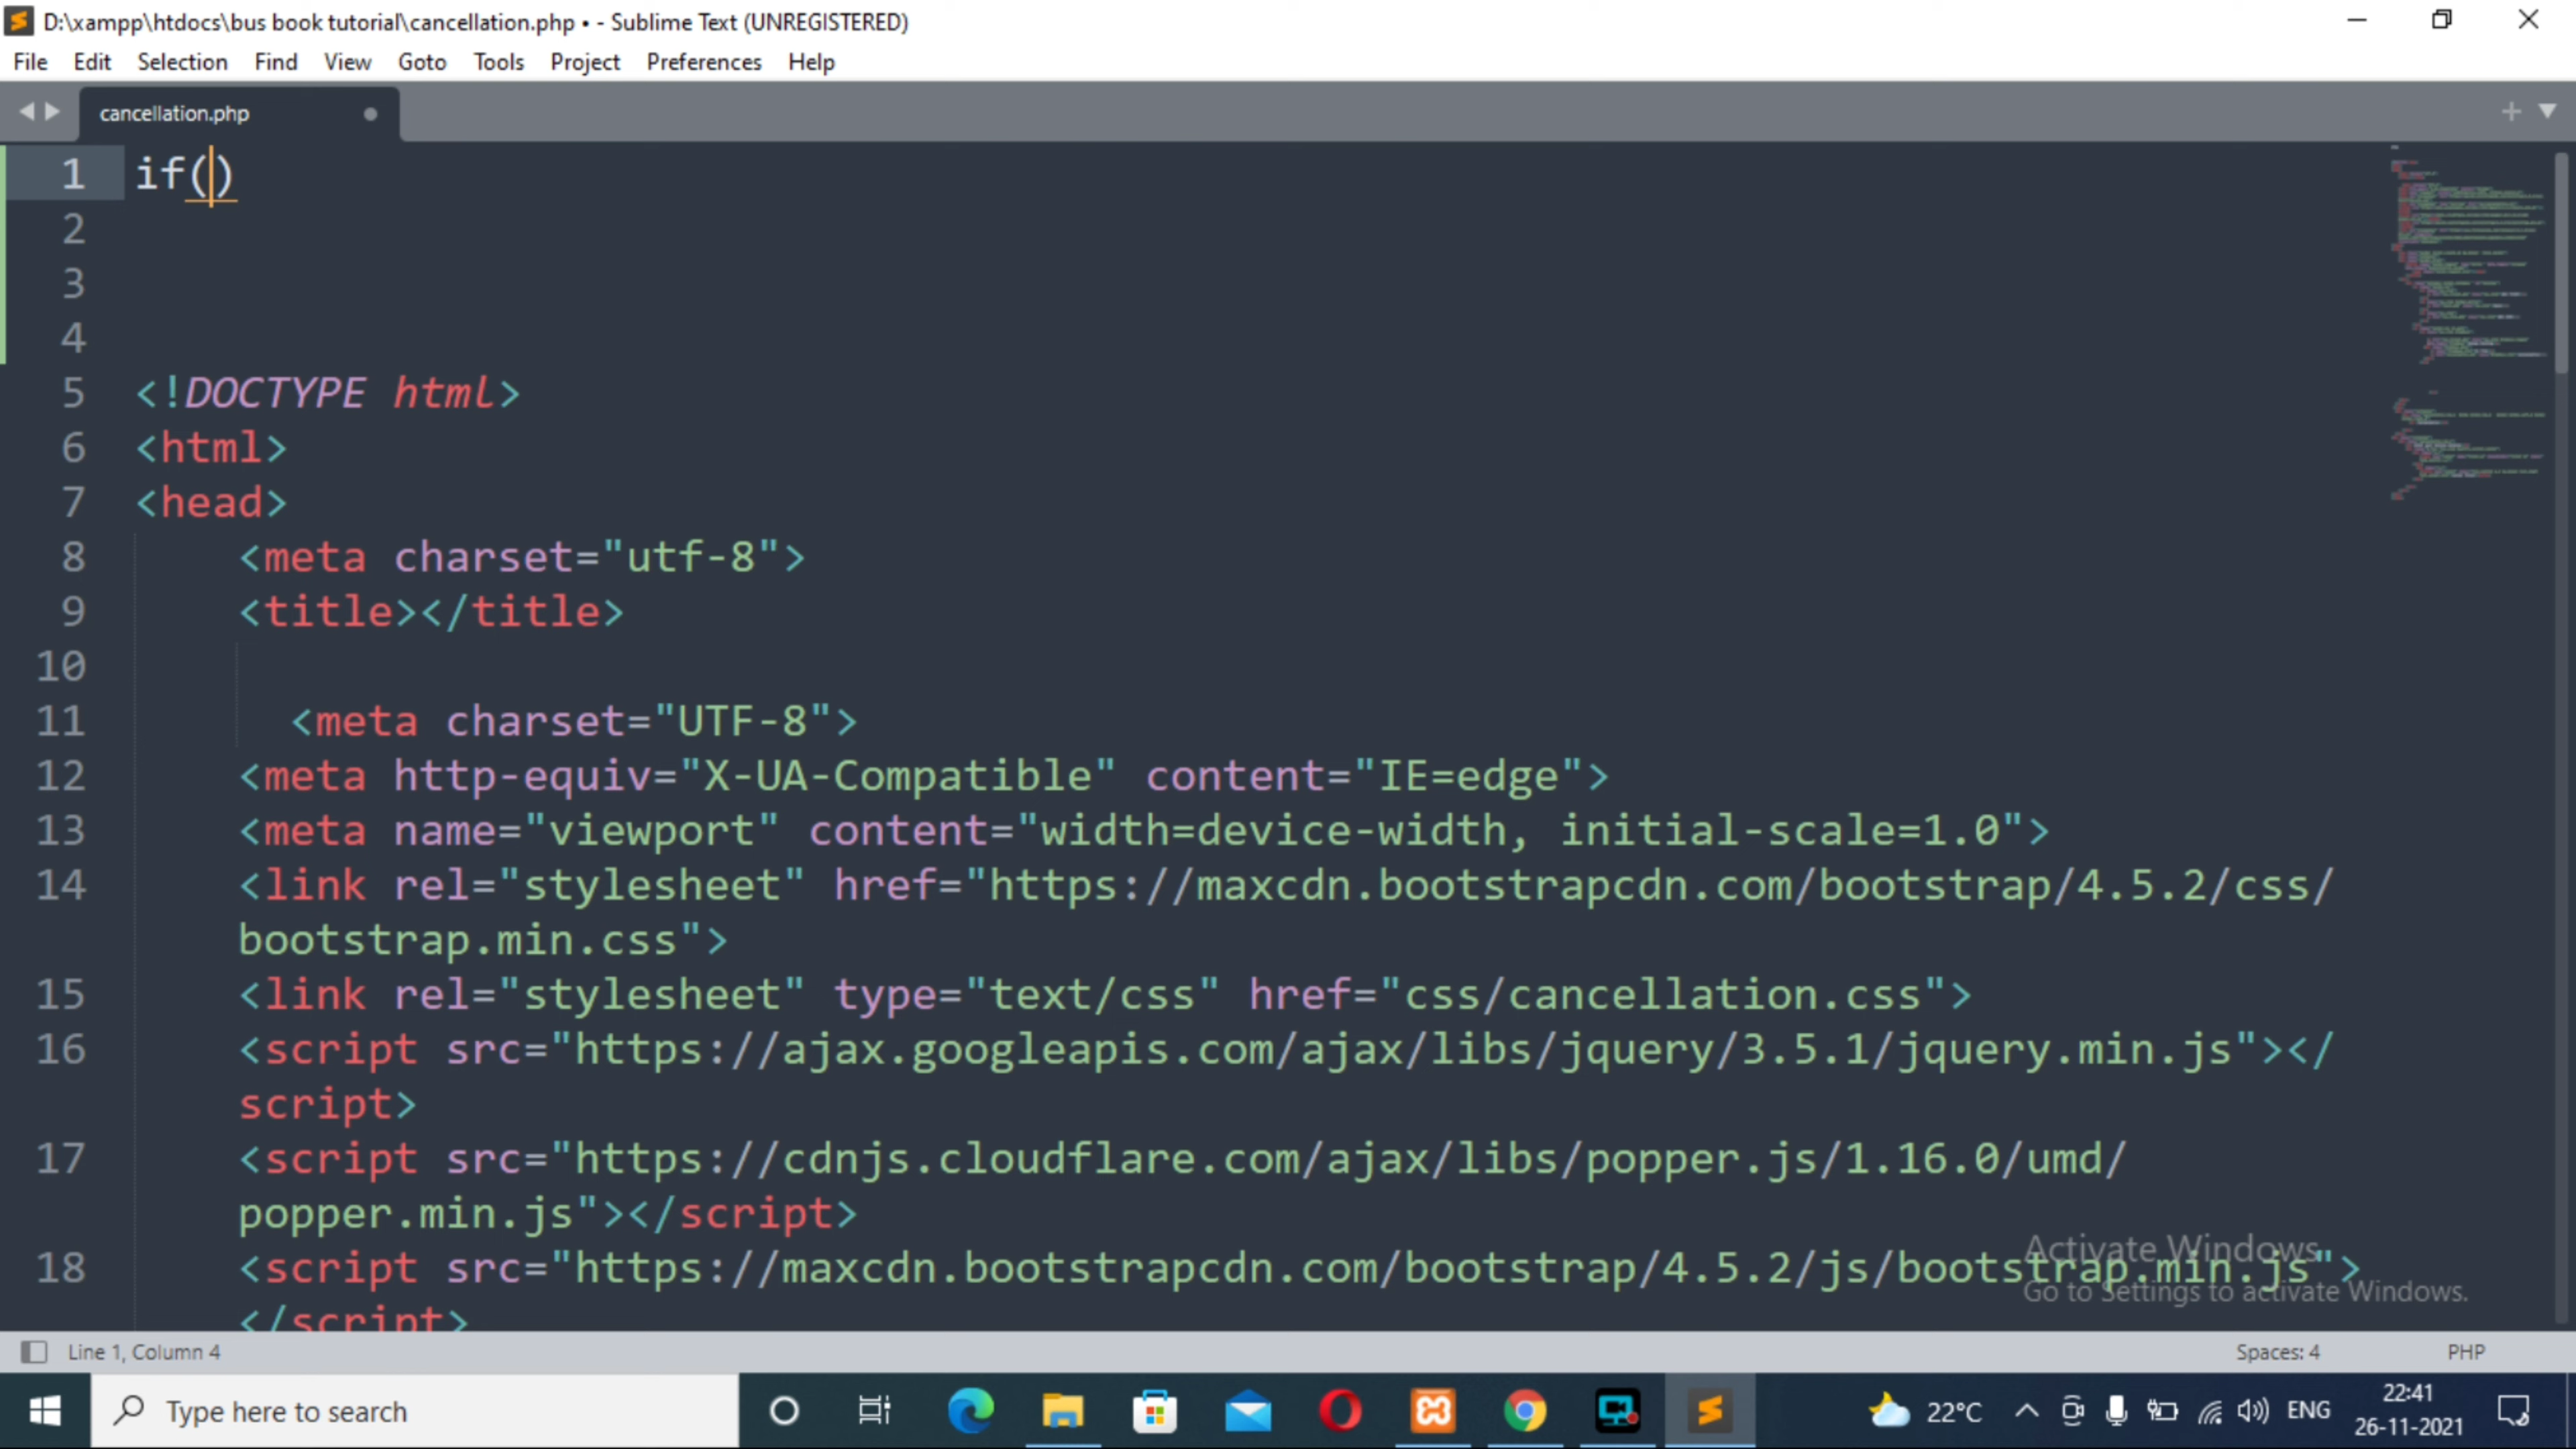 D:\xampp\htdocs\bus book tutorial\cancellation.php • - Sublime Text (UNREGISTERED)
File Edit Selection Find View Goto Tools Project Preferences Help
cancellation.php
1 if()
2
3
4
5 <!DOCTYPE html>
6 <html>
7 <head>
8 <meta charset="utf-8">
9 <title></title>
10
11 <meta charset="UTF-8">
12 <meta http-equiv="X-UA-Compatible" content="IE=edge">
13 <meta name="viewport" content="width=device-width, initial-scale=1.0">
14 <link rel="stylesheet" href="https://maxcdn.bootstrapcdn.com/bootstrap/4.5.2/css/
bootstrap.min.css">
15 <link rel="stylesheet" type="text/css" href="css/cancellation.css">
16 <script src="https://ajax.googleapis.com/ajax/libs/jquery/3.5.1/jquery.min.js"></
script>
17 <script src="https://cdnjs.cloudflare.com/ajax/libs/popper.js/1.16.0/umd/
popper.min.js"></script>
18 <script src="https://maxcdn.bootstrapcdn.com/bootstrap/4.5.2/js/bootstrap.min.js">
</script>
Activate Windows
Go to Settings to activate Windows.
Line 1, Column 4
Spaces: 4 PHP
Type here to search
22°C
ENG
22:41
26-11-2021